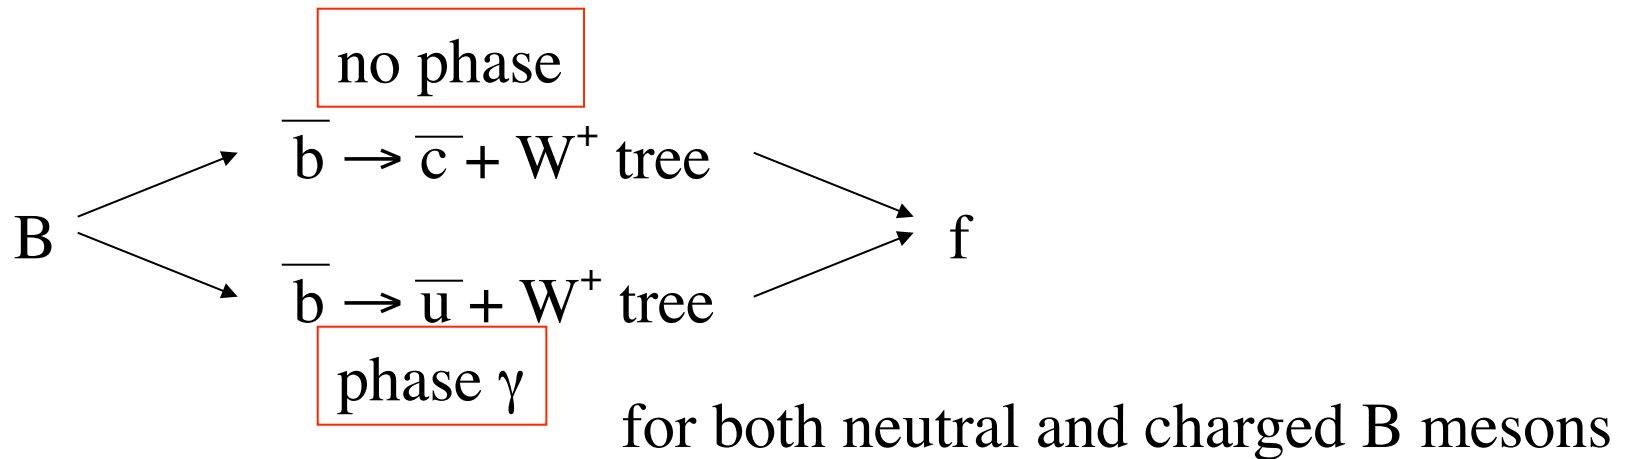 no phase
b̅ → c̅ + W⁺ tree
B
f
b̅ → u̅ + W⁺ tree
phase γ
for both neutral and charged B mesons